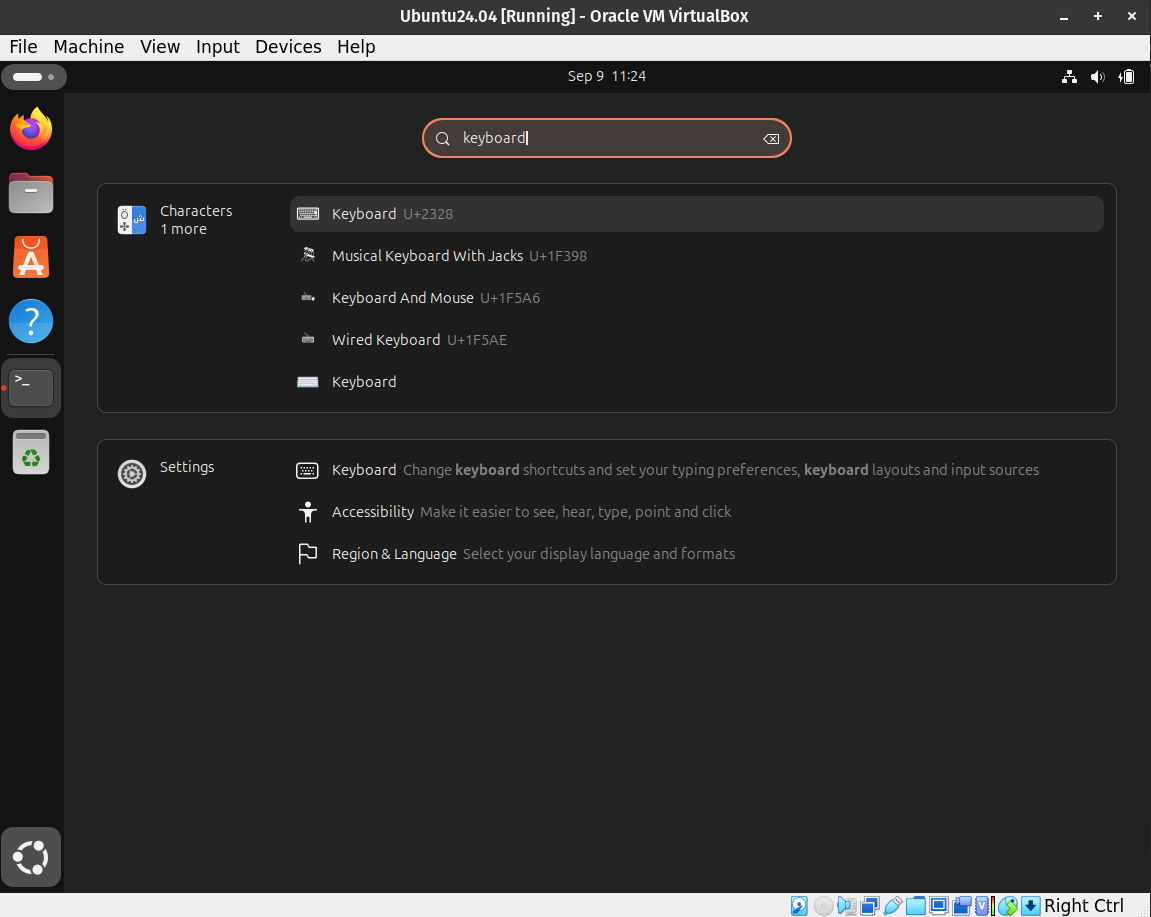 Ubuntu24.04 [Running] - Oracle VM VirtualBox
File Machine View Input Devices Help
Sep 9 11:24
keyboard
Characters
1 more
Keyboard U+2328
Musical Keyboard With Jacks U+1F398
Keyboard And Mouse U+1F5A6
Wired Keyboard U+1F5AE
Keyboard
Settings
Keyboard Change keyboard shortcuts and set your typing preferences, keyboard layouts and input sources
Accessibility Make it easier to see, hear, type, point and click
Region & Language Select your display language and formats
Right Ctrl